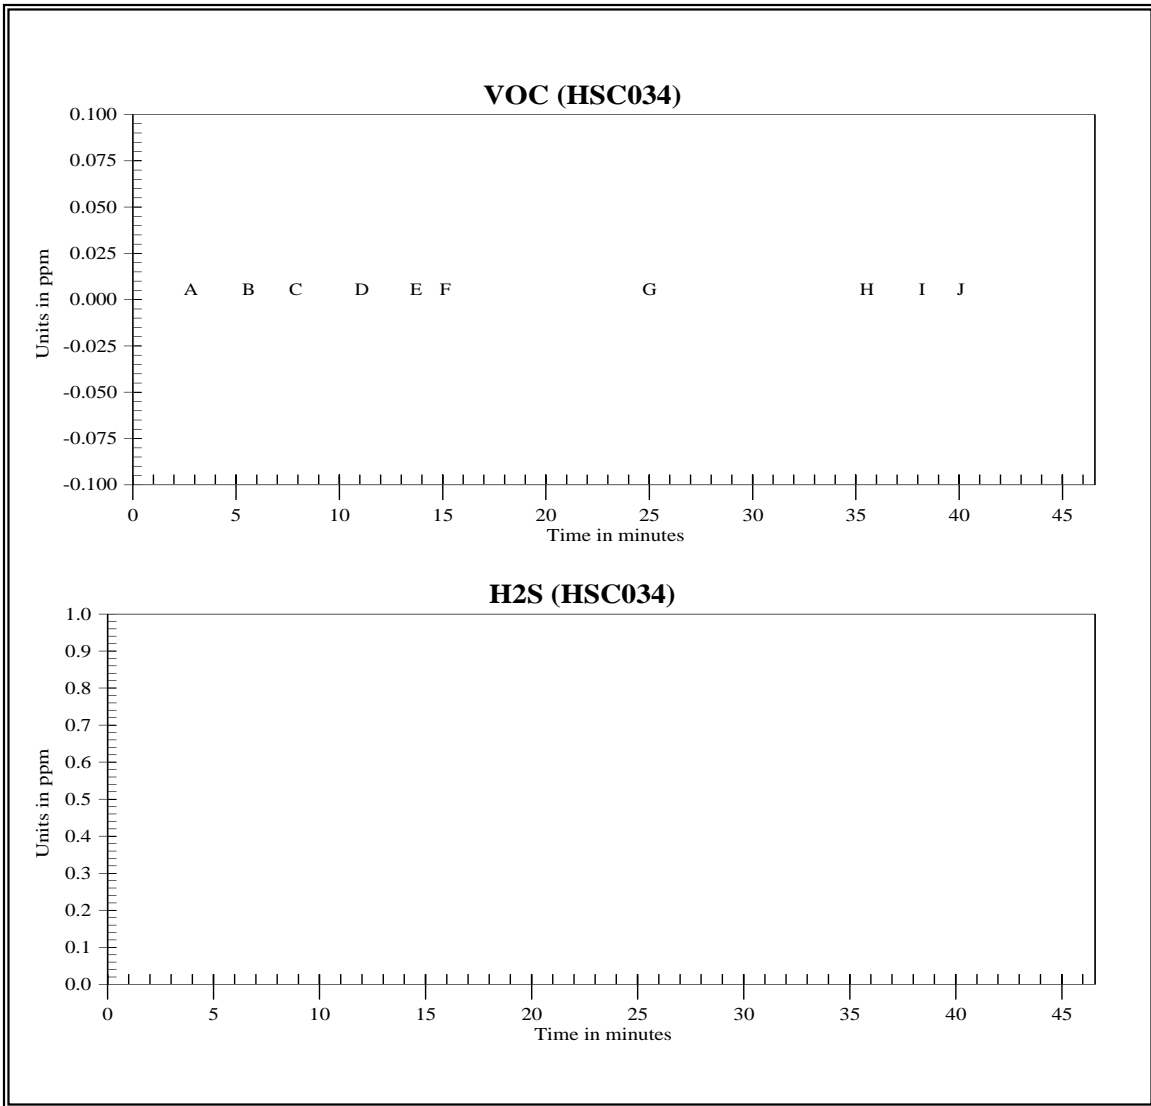 VOC (HSC034)
0.100
0.075
0.050
0.025
0.000
-0.025
-0.050
-0.075
-0.100
Units in ppm
A B C D E F G H I J
0 5 10 15 20 25 30 35 40 45
Time in minutes
H2S (HSC034)
1.0
0.9
0.8
0.7
0.6
0.5
0.4
0.3
0.2
0.1
0.0
Units in ppm
0 5 10 15 20 25 30 35 40 45
Time in minutes